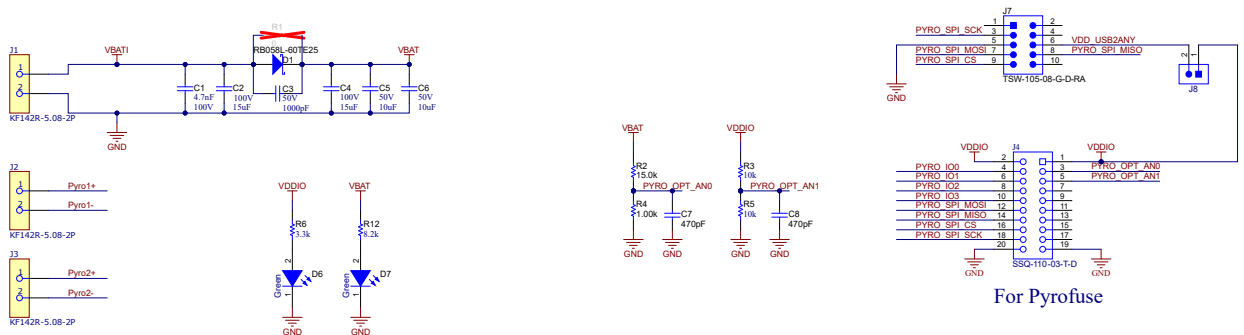 J1
1
2
KF142R-5.08-2P
VBATI
GND
C1
4.7nF
100V
C2
100V
15uF
R1
RB058L-60TE25
D1
C3
50V
1000pF
VBAT
C4
100V
15uF
C5
50V
10uF
C6
50V
10uF
J2
1
2
Pyro1+
Pyro1-
KF142R-5.08-2P
J3
1
2
Pyro2+
Pyro2-
KF142R-5.08-2P
VDDIO
R6
3.3k
2
D6
Green
1
GND
VBAT
R12
8.2k
2
D7
Green
1
GND
VBAT
R2
15.0k
PYRO_OPT_AN0
R4
1.00k
C7
470pF
GND
GND
VDDIO
R3
10k
PYRO_OPT_AN1
R5
10k
C8
470pF
GND
GND
J7
1 2
PYRO_SPI_SCK 3 4
5 6 VDD_USB2ANY
PYRO_SPI_MOSI 7 8 PYRO_SPI_MISO
PYRO_SPI_CS 9 10
TSW-105-08-G-D-RA
GND
2 1
J8
J4
VDDIO VDDIO
2 1
PYRO_IO0 4 3 PYRO_OPT_AN0
PYRO_IO1 6 5 PYRO_OPT_AN1
PYRO_IO2 8 7
PYRO_IO3 10 9
PYRO_SPI_MOSI 12 11
PYRO_SPI_MISO 14 13
PYRO_SPI_CS 16 15
PYRO_SPI_SCK 18 17
20 19
GND GND
SSQ-110-03-T-D
For Pyrofuse